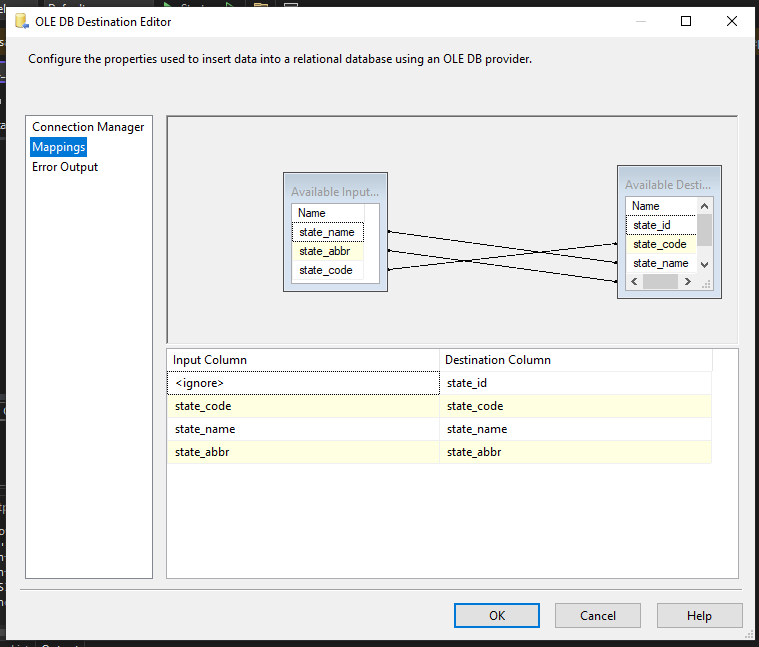 OLE DB Destination Editor
Configure the properties used to insert data into a relational database using an OLE DB provider.
Connection Manager
Mappings
Error Output
Available Input...
Name
state_name
state_abbr
state_code
Available Desti...
Name
state_id
state_code
state_name
Input Column Destination Column
<ignore> state_id
state_code state_code
state_name state_name
state_abbr state_abbr
OK Cancel Help